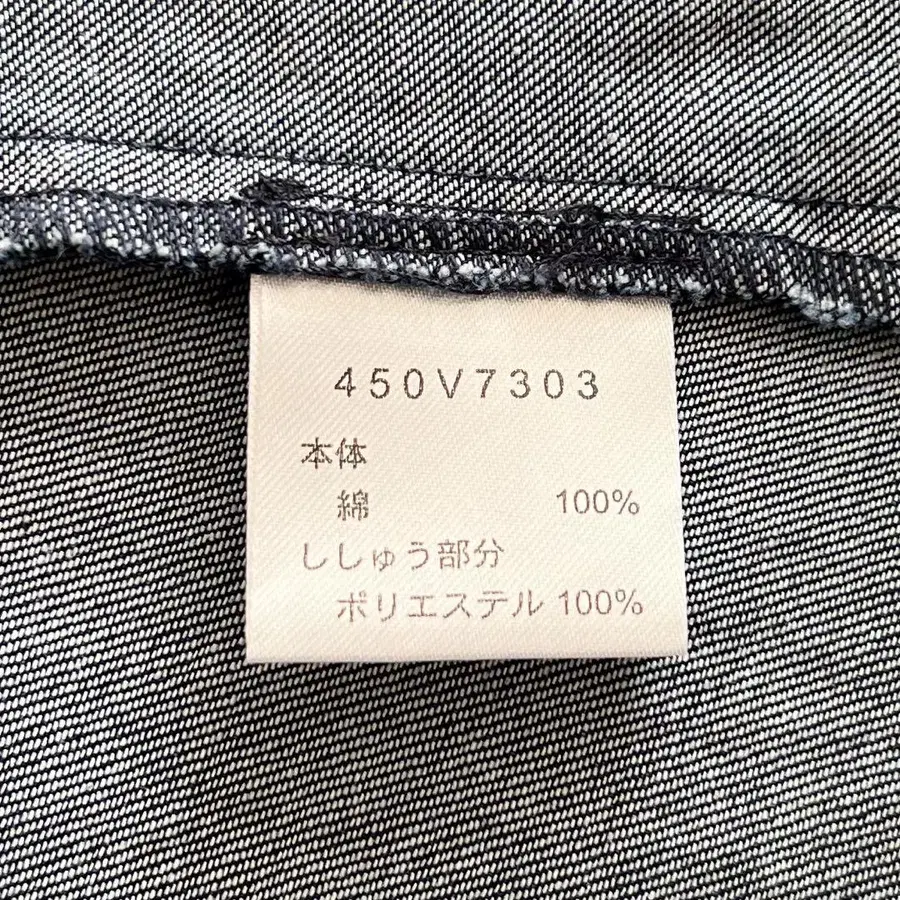 450V7303
本体
綿 100%
ししゅう部分
ポリエステル 100%